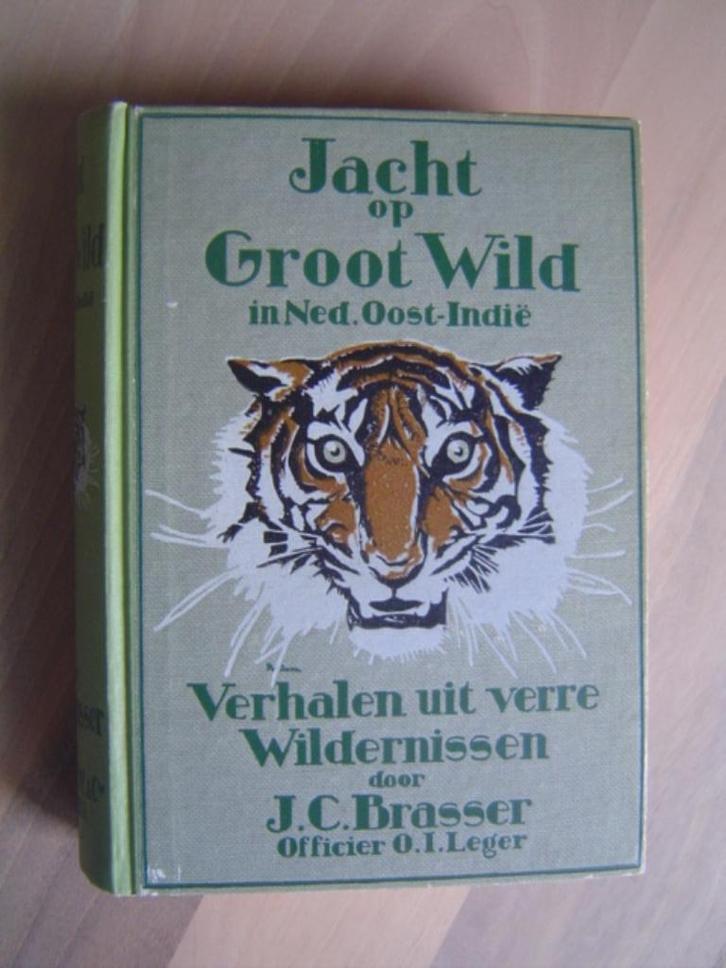 Jacht
op
Groot Wild
in Ned. Oost-Indië
Verhalen uit verre
Wildernissen
door
J.C. Brasser
Officier O.I. Leger